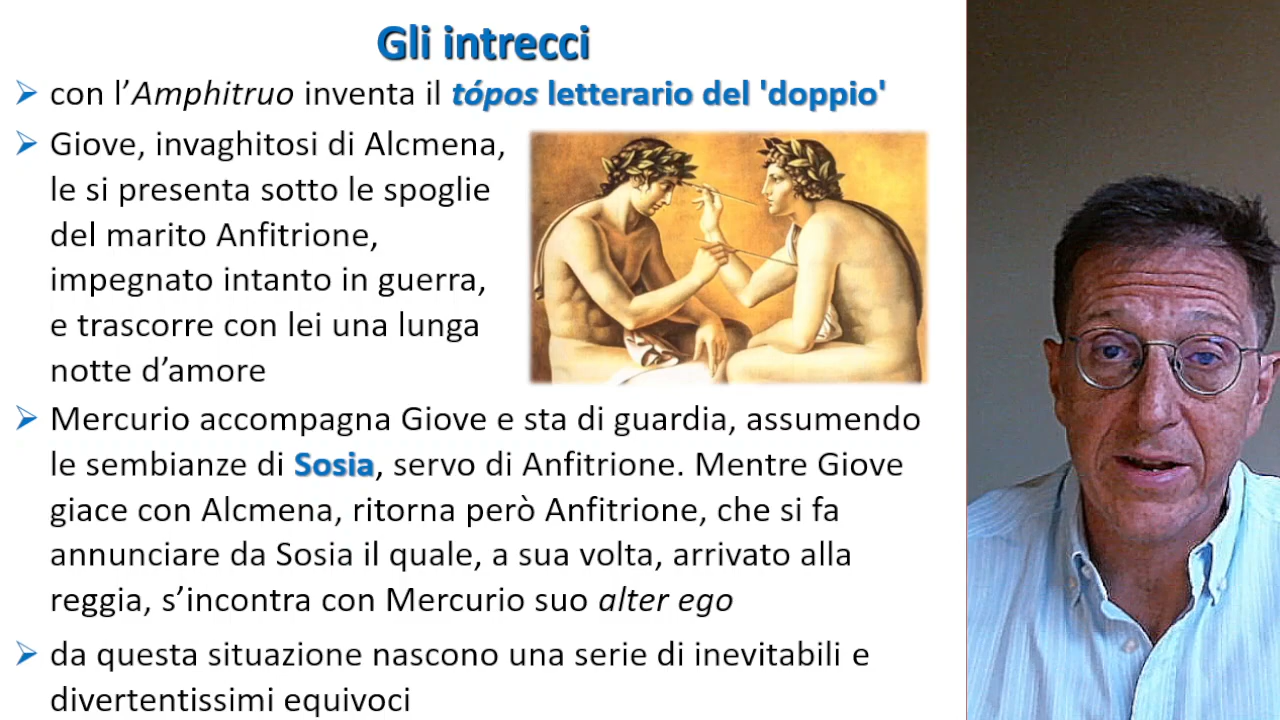 Gli intrecci
con l’Amphitruo inventa il tópos letterario del 'doppio'
Giove, invaghitosi di Alcmena,
le si presenta sotto le spoglie
del marito Anfitrione,
impegnato intanto in guerra,
e trascorre con lei una lunga
notte d’amore
Mercurio accompagna Giove e sta di guardia, assumendo
le sembianze di Sosia, servo di Anfitrione. Mentre Giove
giace con Alcmena, ritorna però Anfitrione, che si fa
annunciare da Sosia il quale, a sua volta, arrivato alla
reggia, s’incontra con Mercurio suo alter ego
da questa situazione nascono una serie di inevitabili e
divertentissimi equivoci